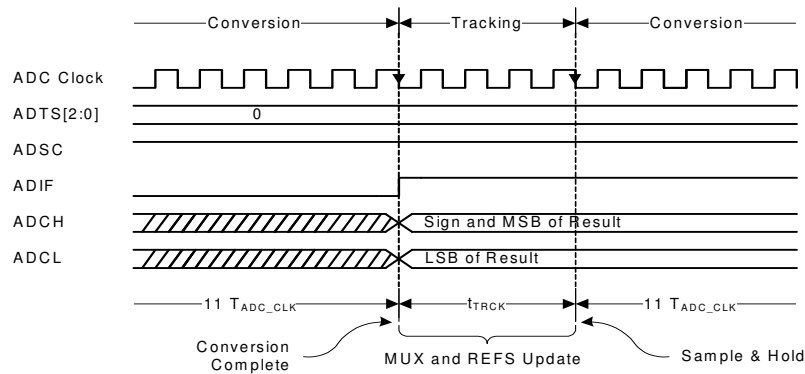 Conversion Tracking Conversion
ADC Clock
ADTS[2:0] 0
ADSC
ADIF
ADCH Sign and MSB of Result
ADCL LSB of Result
11 TADC_CLK tTRCK 11 TADC_CLK
Conversion Complete
MUX and REFS Update
Sample & Hold